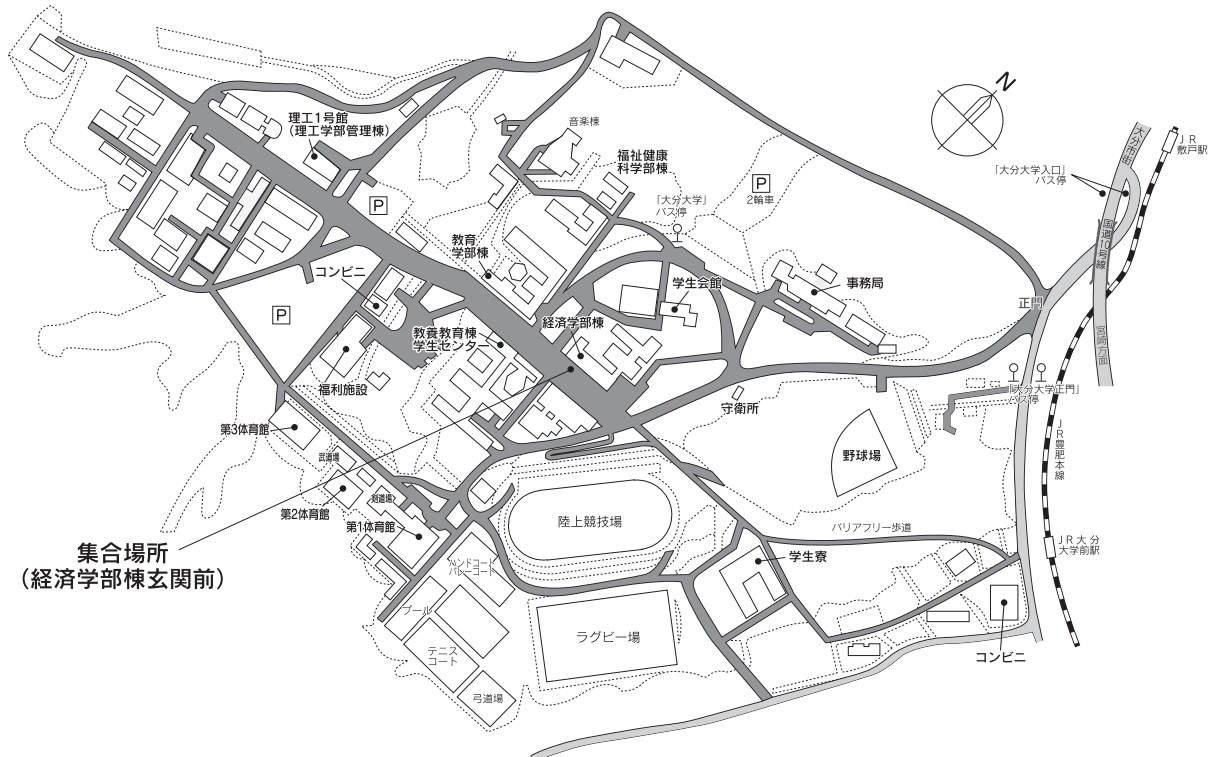 N
理工1号館
（理工学部管理棟）
音楽棟
福祉健康
科学部棟
「大分大学」
バス停
P
2輪車
P
大分市街
JR
敷戸駅
「大分大学入口」
バス停
国道10号線
教育
学部棟
コンビニ
学生会館
事務局
正門
P
経済学部棟
教養教育棟
学生センター
宮崎方面
福利施設
「大分大学正門」
バス停
守衛所
第3体育館
武道場
野球場
JR豊肥本線
第2体育館
剣道場
第1体育館
陸上競技場
バリアフリー歩道
集合場所
（経済学部棟玄関前）
ハンドコート
バレーコート
学生寮
JR大分
大学前駅
プール
ラグビー場
テニス
コート
コンビニ
弓道場